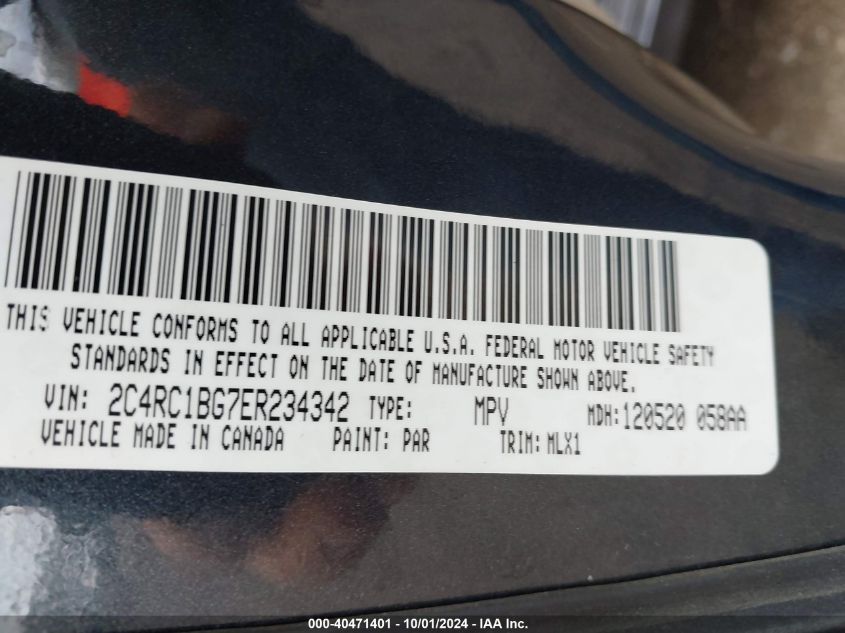 THIS VEHICLE CONFORMS TO ALL APPLICABLE U.S.A. FEDERAL MOTOR VEHICLE SAFETY
STANDARDS IN EFFECT ON THE DATE OF MANUFACTURE SHOWN ABOVE.
VIN: 2C4RC1BG7ER234342 TYPE: MPV MDH: 120520 058AA
VEHICLE MADE IN CANADA PAINT: PAR TRIM: MLX1
000-40471401 - 10/01/2024 - IAA Inc.